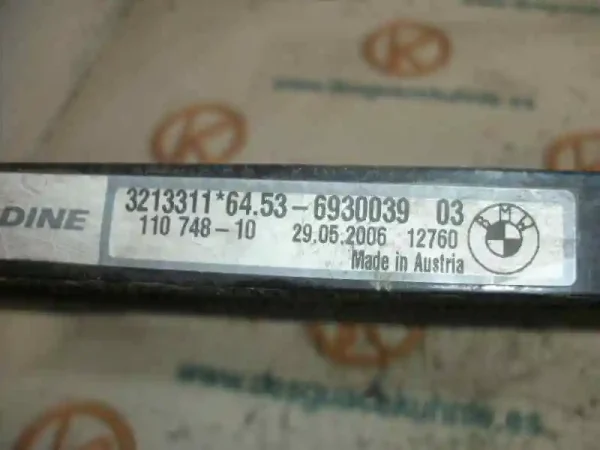 DINE
3213311*64.53-6930039 03
110 748-10 29.05.2006 12760
Made in Austria
BMW